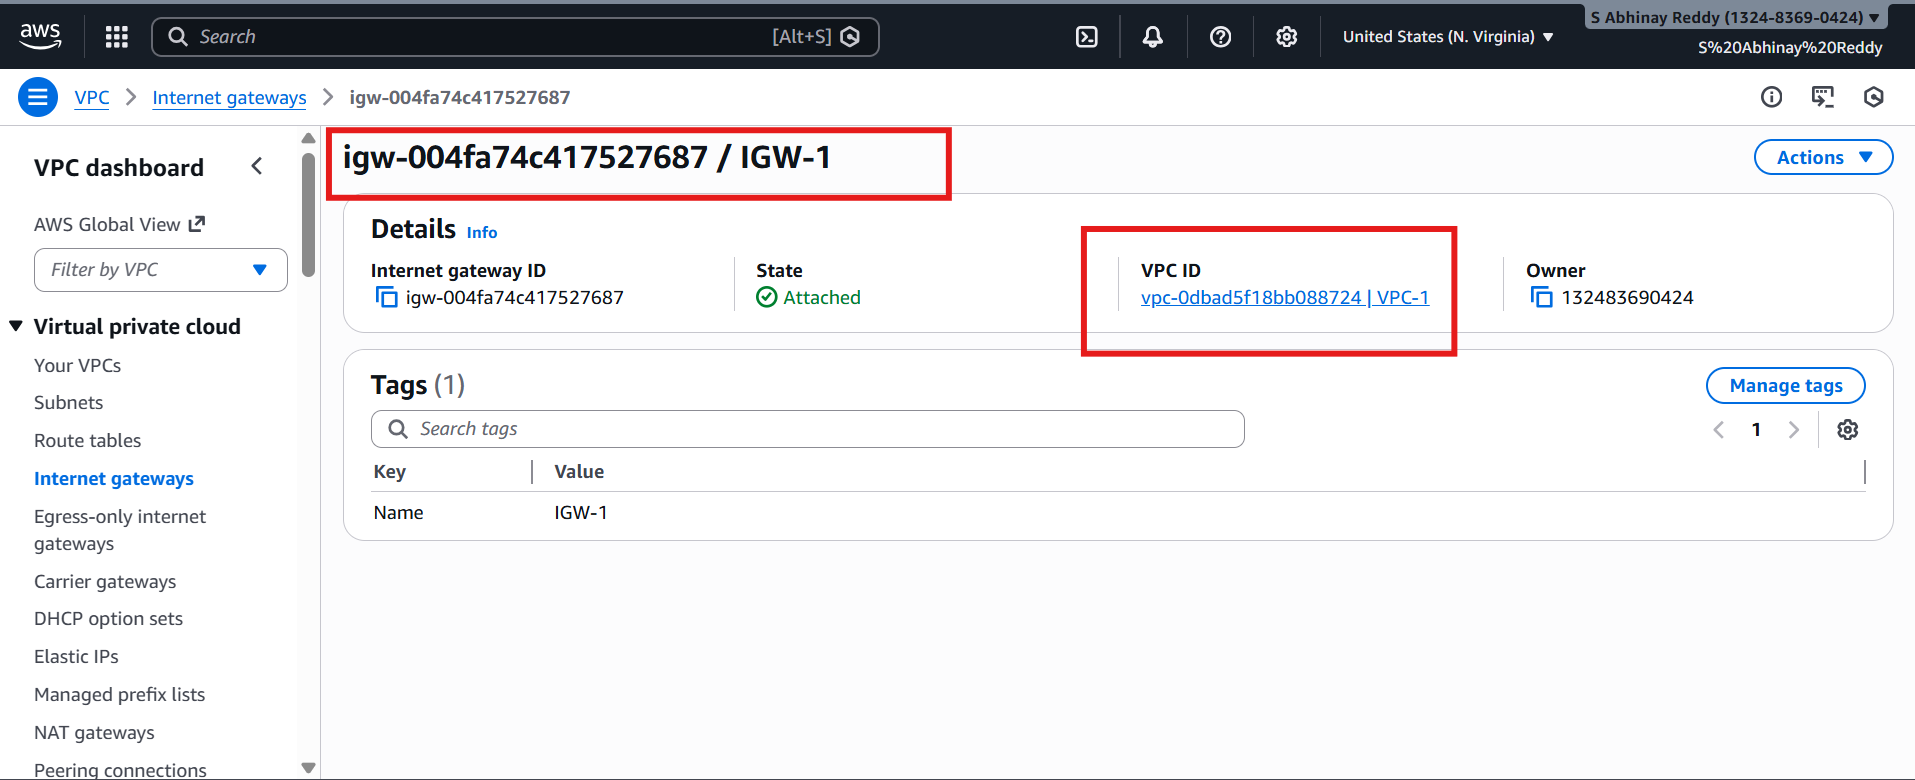 aws
Search [Alt+S]
United States (N. Virginia)
S Abhinay Reddy (1324-8369-0424)
S%20Abhinay%20Reddy
VPC
Internet gateways
igw-004fa74c417527687
VPC dashboard
AWS Global View
Filter by VPC
Virtual private cloud
Your VPCs
Subnets
Route tables
Internet gateways
Egress-only internet
gateways
Carrier gateways
DHCP option sets
Elastic IPs
Managed prefix lists
NAT gateways
Peering connections
igw-004fa74c417527687 / IGW-1
Actions
Details Info
Internet gateway ID
igw-004fa74c417527687
State
Attached
VPC ID
vpc-0dbad5f18bb088724 | VPC-1
Owner
132483690424
Tags (1)
Manage tags
Search tags
1
Key Value
Name IGW-1